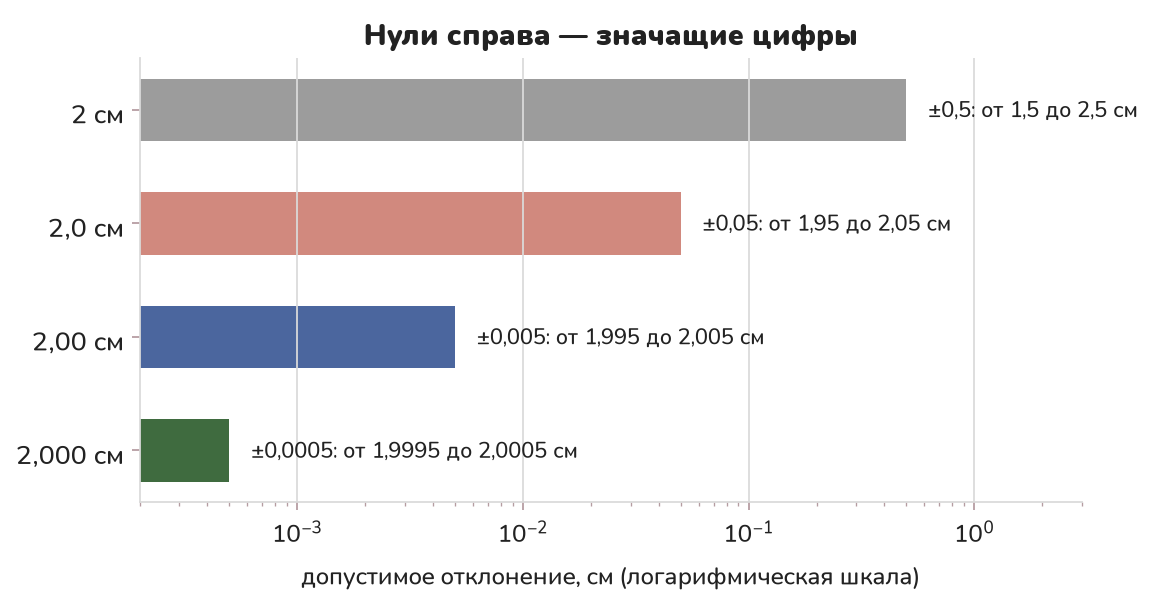 Нули справа — значащие цифры
2 см
±0,5: от 1,5 до 2,5 см
2,0 см
±0,05: от 1,95 до 2,05 см
2,00 см
±0,005: от 1,995 до 2,005 см
2,000 см
±0,0005: от 1,9995 до 2,0005 см
10⁻³ 10⁻² 10⁻¹ 10⁰
допустимое отклонение, см (логарифмическая шкала)